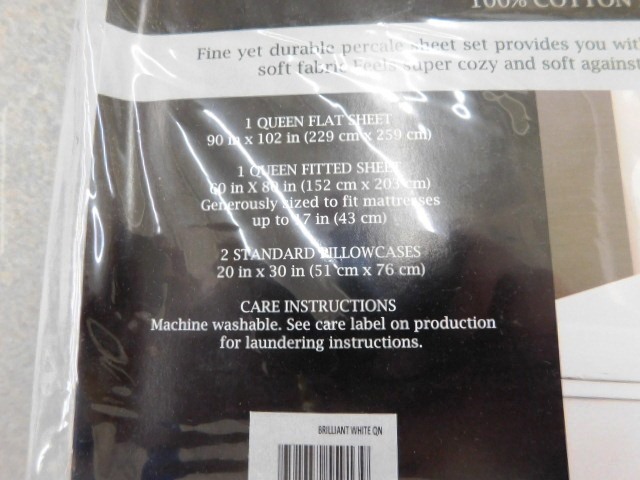 100% COTTON
Fine yet durable percale sheet set provides you with
soft fabric Feels super cozy and soft against
1 QUEEN FLAT SHEET
90 in x 102 in (229 cm x 259 cm)
1 QUEEN FITTED SHEET
60 in X 80 in (152 cm x 203 cm)
Generously sized to fit mattresses
up to 17 in (43 cm)
2 STANDARD PILLOWCASES
20 in x 30 in (51 cm x 76 cm)
CARE INSTRUCTIONS
Machine washable. See care label on production
for laundering instructions.
BRILLIANT WHITE QN